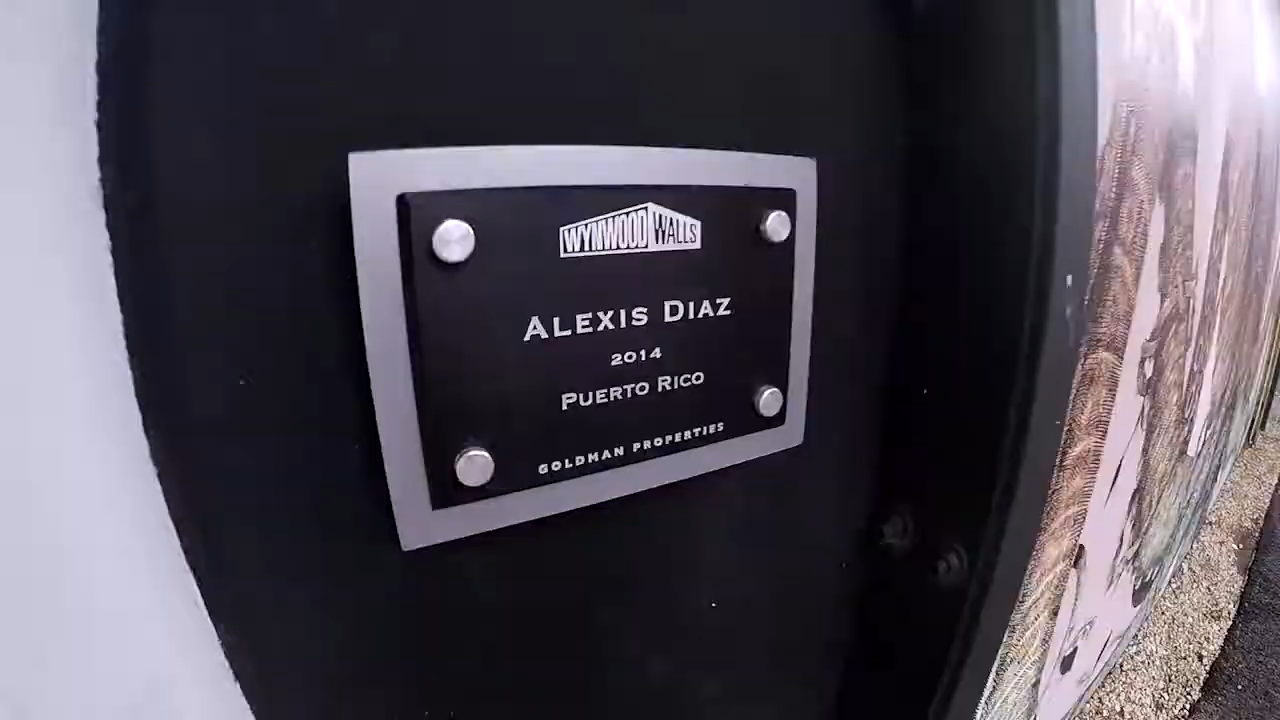 WYNWOOD WALLS
ALEXIS DIAZ
2014
PUERTO RICO
GOLDMAN PROPERTIES